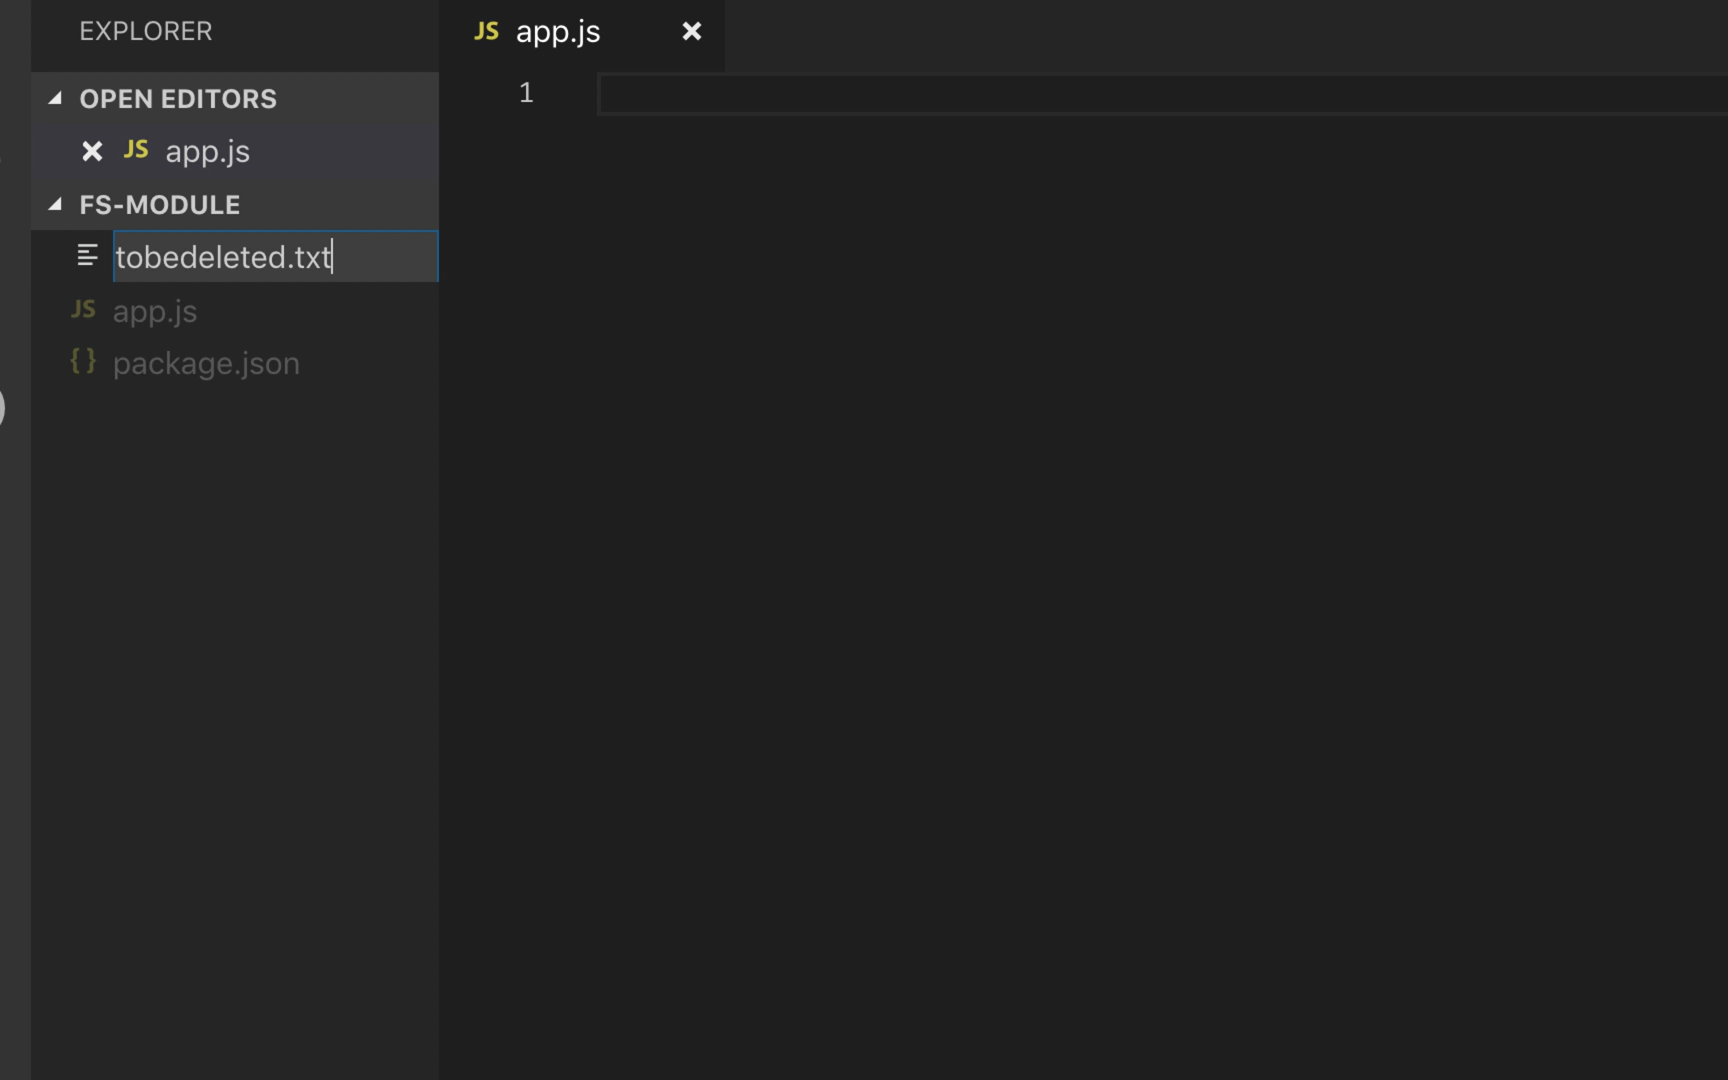 EXPLORER
OPEN EDITORS
JS app.js
FS-MODULE
tobedeleted.txt
JS app.js
{} package.json
JS app.js
1